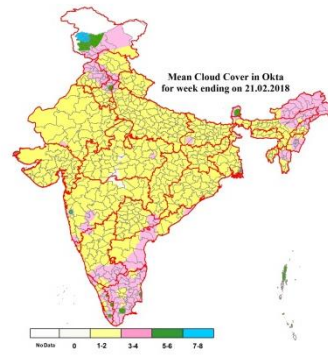 Mean Cloud Cover in Okta
for week ending on 21.02.2018
No Data 0 1-2 3-4 5-6 7-8